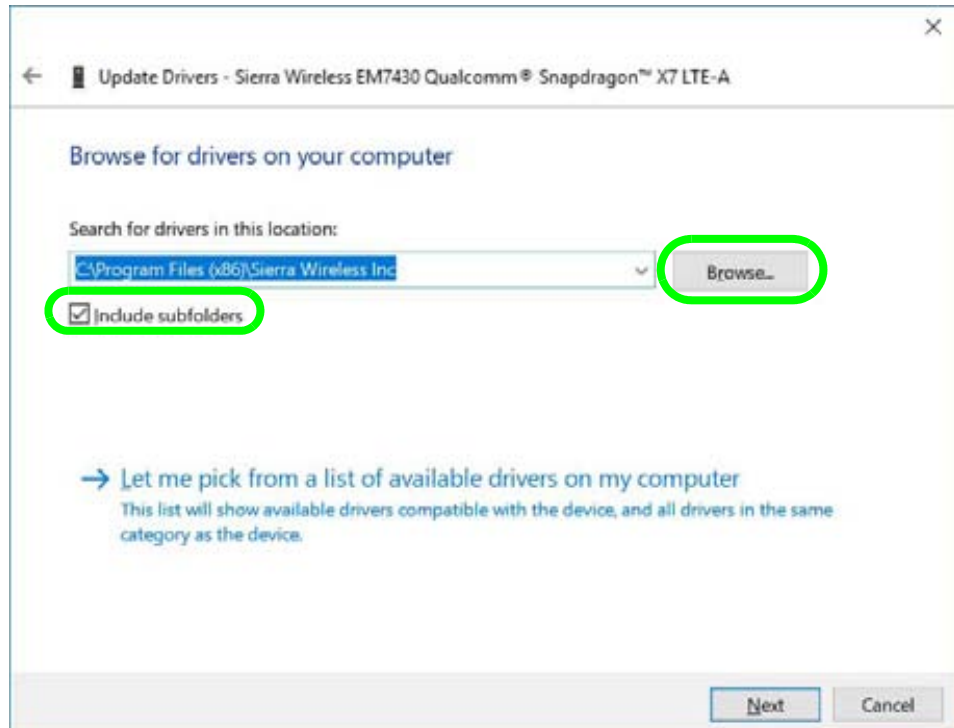 Update Drivers - Sierra Wireless EM7430 Qualcomm® Snapdragon™ X7 LTE-A
Browse for drivers on your computer
Search for drivers in this location:
C:\Program Files (x86)\Sierra Wireless Inc
Browse...
Include subfolders
Let me pick from a list of available drivers on my computer
This list will show available drivers compatible with the device, and all drivers in the same
category as the device.
Next
Cancel